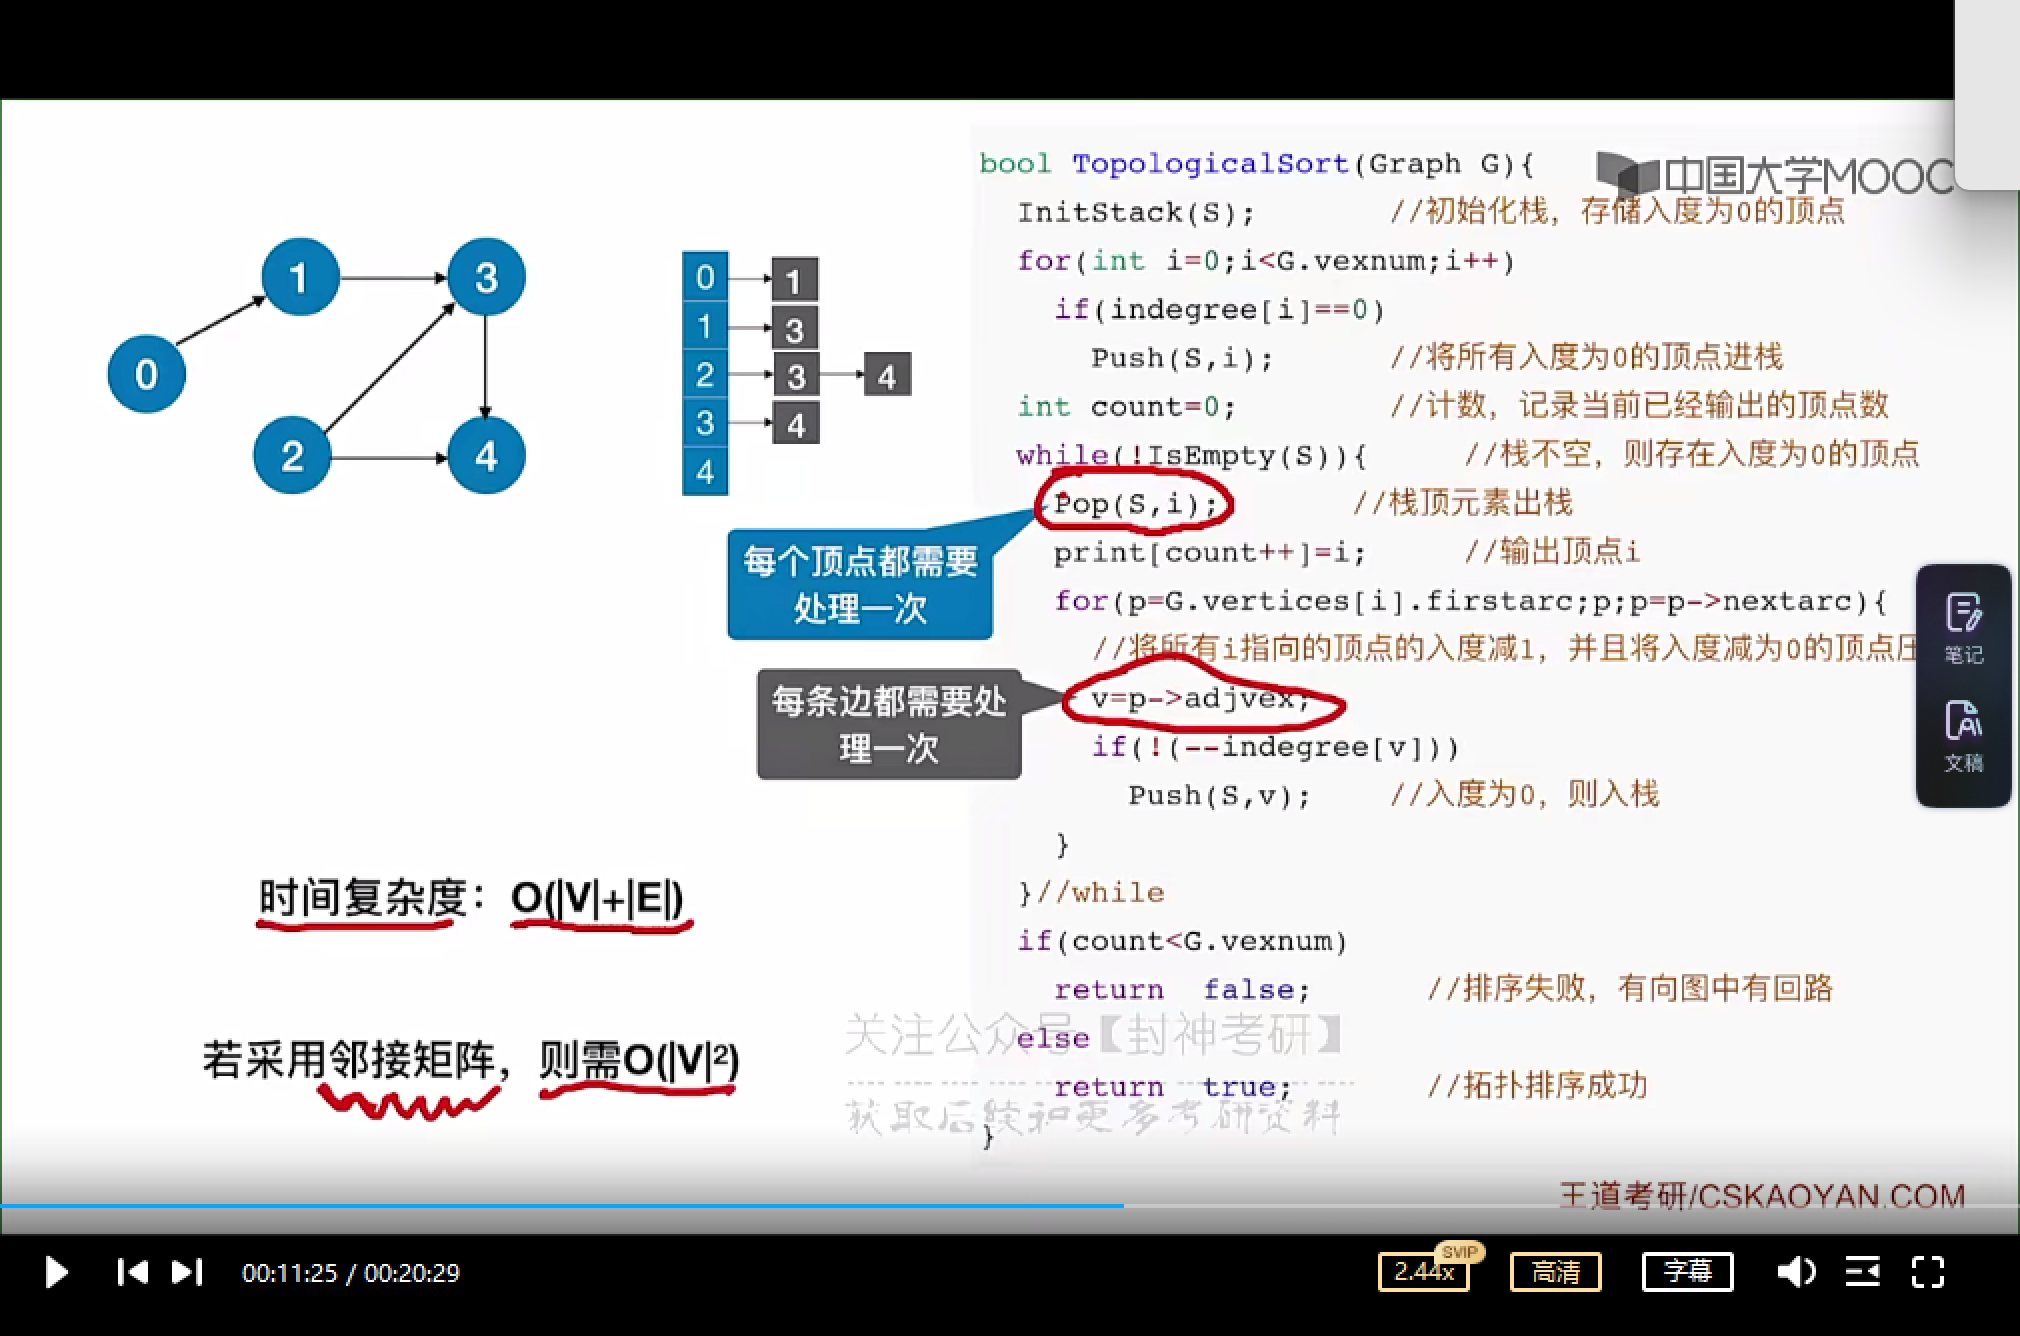 中国大学MOOC
0
1
3
2
4
0 1
1 3
2 3 4
3 4
4
每个顶点都需要
处理一次
每条边都需要处
理一次
时间复杂度：O(|V|+|E|)
若采用邻接矩阵，则需O(|V|²)
bool TopologicalSort(Graph G){
InitStack(S); //初始化栈，存储入度为0的顶点
for(int i=0;i<G.vexnum;i++)
if(indegree[i]==0)
Push(S,i); //将所有入度为0的顶点进栈
int count=0; //计数，记录当前已经输出的顶点数
while(!IsEmpty(S)){ //栈不空，则存在入度为0的顶点
Pop(S,i); //栈顶元素出栈
print[count++]=i; //输出顶点i
for(p=G.vertices[i].firstarc;p;p=p->nextarc){
//将所有i指向的顶点的入度减1，并且将入度减为0的顶点压
v=p->adjvex;
if(!(--indegree[v]))
Push(S,v); //入度为0，则入栈
}
}//while
if(count<G.vexnum)
return false; //排序失败，有向图中有回路
else
return true; //拓扑排序成功
}
关注公众号【封神考研】
获取后续和更多考研资料
王道考研/CSKAOYAN.COM
笔记
文稿
00:11:25 / 00:20:29
2.44x
SVIP
高清
字幕